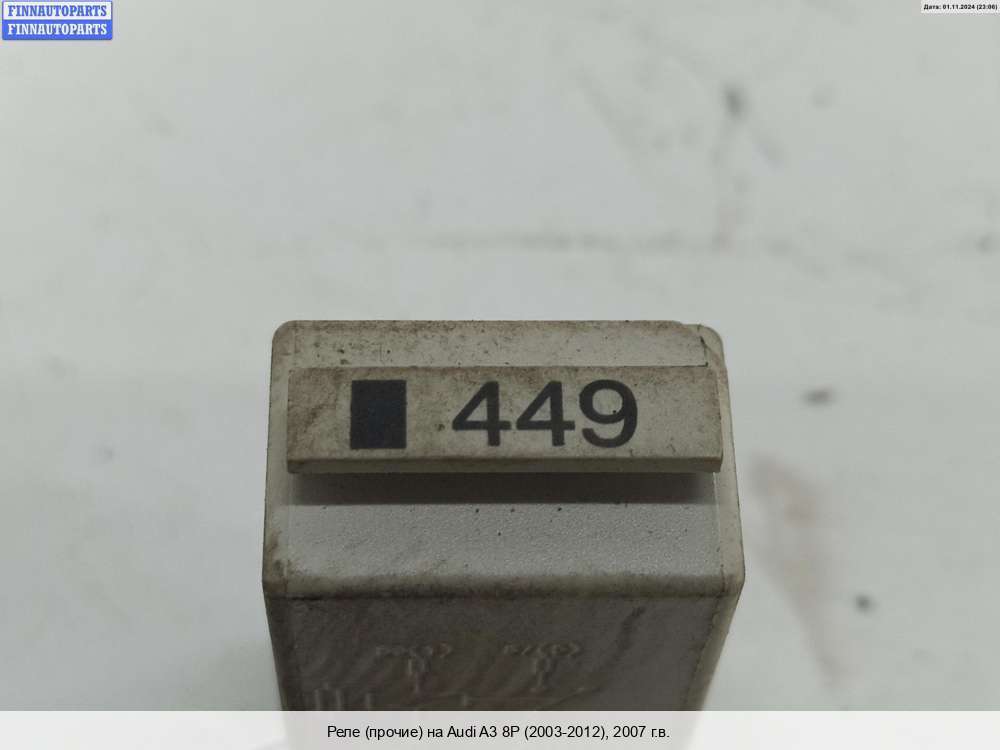 FINNAUTOPARTS
FINNAUTOPARTS
Дата: 01.11.2024 (23:06)
449
Реле (прочие) на Audi A3 8P (2003-2012), 2007 г.в.